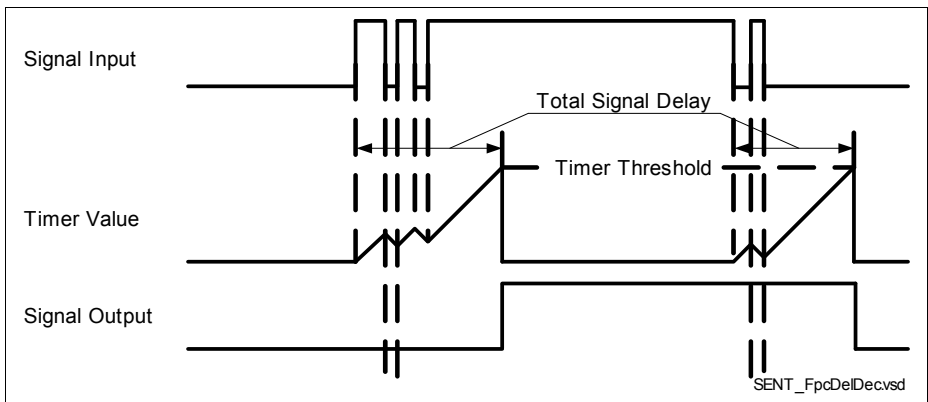 Signal Input
Total Signal Delay
Timer Threshold
Timer Value
Signal Output
SENT_FpcDelDec.vsd